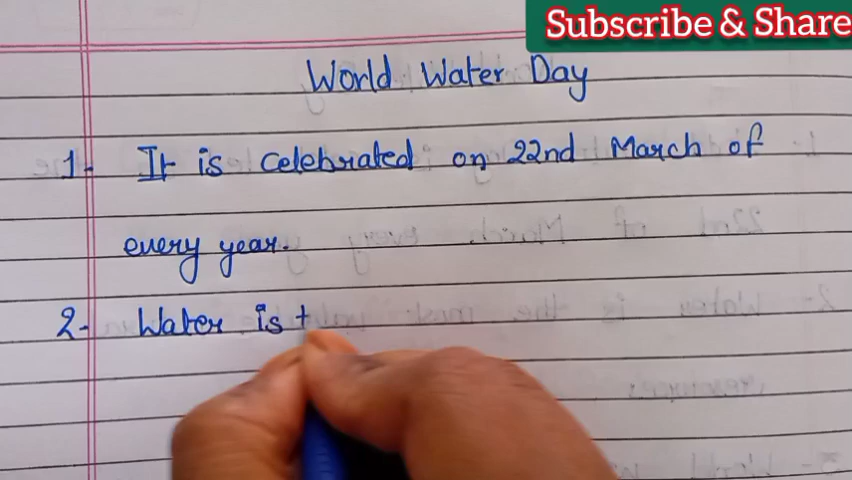 Subscribe & Share
World Water Day
1- It is celebrated on 22nd March of
every year.
2- Water is t